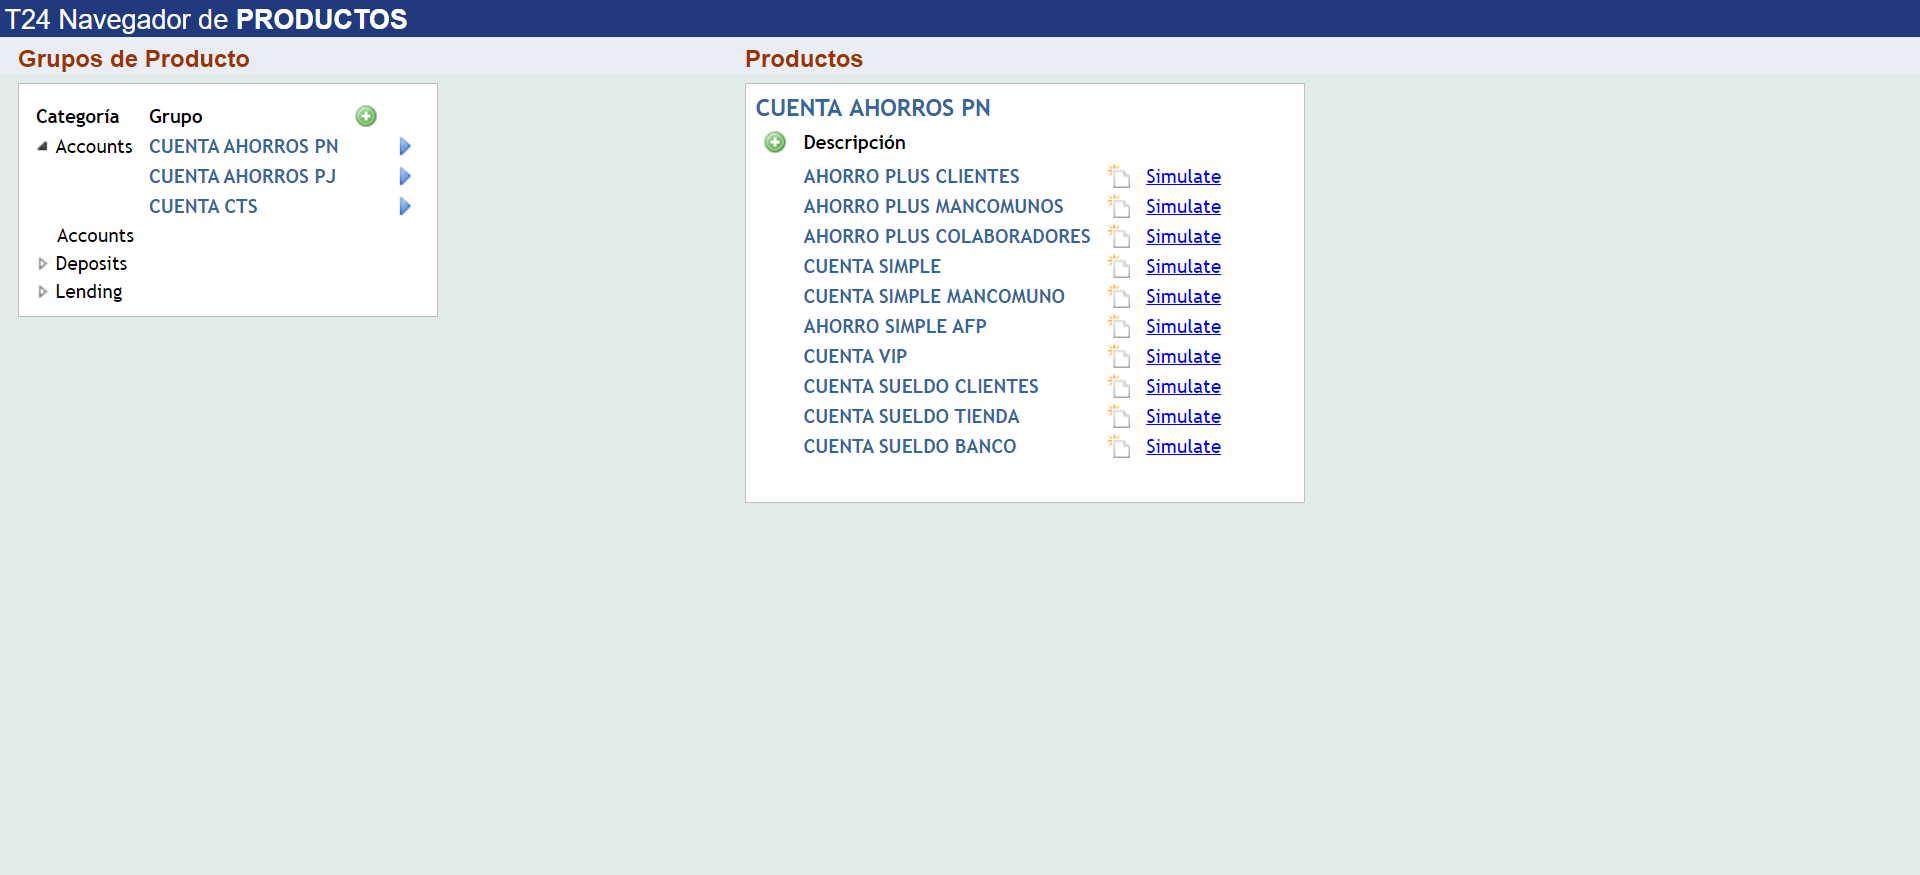 T24 Navegador de PRODUCTOS
Grupos de Producto
Categoría Grupo
Accounts CUENTA AHORROS PN
CUENTA AHORROS PJ
CUENTA CTS
Accounts
Deposits
Lending
Productos
CUENTA AHORROS PN
Descripción
AHORRO PLUS CLIENTES Simulate
AHORRO PLUS MANCOMUNOS Simulate
AHORRO PLUS COLABORADORES Simulate
CUENTA SIMPLE Simulate
CUENTA SIMPLE MANCOMUNO Simulate
AHORRO SIMPLE AFP Simulate
CUENTA VIP Simulate
CUENTA SUELDO CLIENTES Simulate
CUENTA SUELDO TIENDA Simulate
CUENTA SUELDO BANCO Simulate